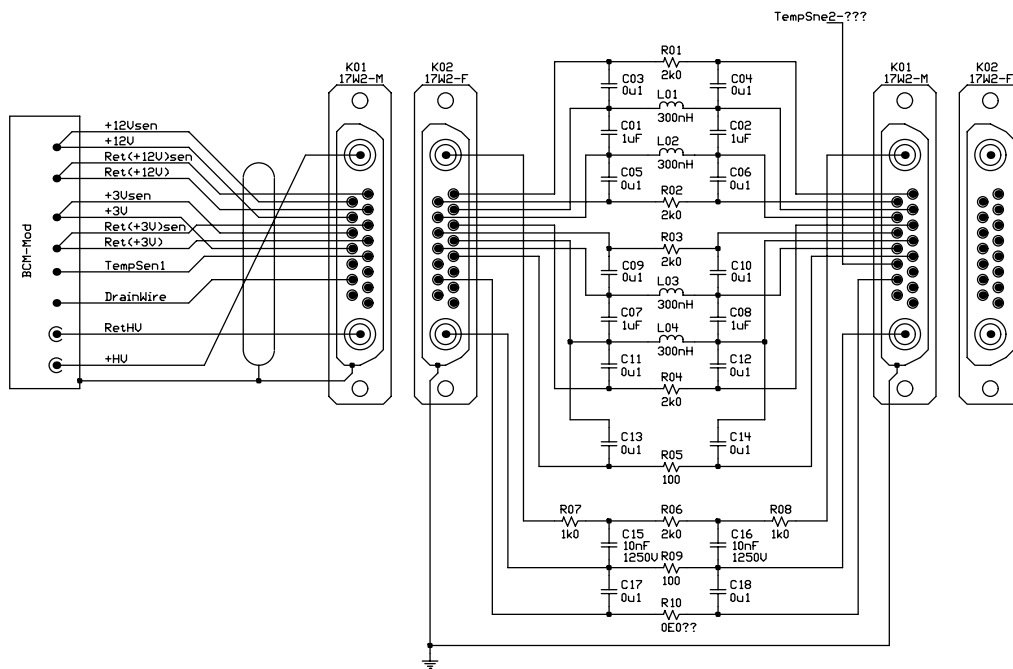 TempSne2-???
K01
17W2-M
K02
17W2-F
R01
2k0
C03
0u1
C04
0u1
L01
300nH
C01
1uF
C02
1uF
L02
300nH
C05
0u1
C06
0u1
R02
2k0
R03
2k0
C09
0u1
C10
0u1
L03
300nH
C07
1uF
C08
1uF
L04
300nH
C11
0u1
C12
0u1
R04
2k0
C13
0u1
C14
0u1
R05
100
R07
1k0
R06
2k0
R08
1k0
C15
10nF
1250V
C16
10nF
1250V
R09
100
C17
0u1
C18
0u1
R10
0E0??
K01
17W2-M
K02
17W2-F
BCM-Mod
+12Vsen
+12V
Ret(+12V)sen
Ret(+12V)
+3Vsen
+3V
Ret(+3V)sen
Ret(+3V)
TempSen1
DrainWire
RetHV
+HV